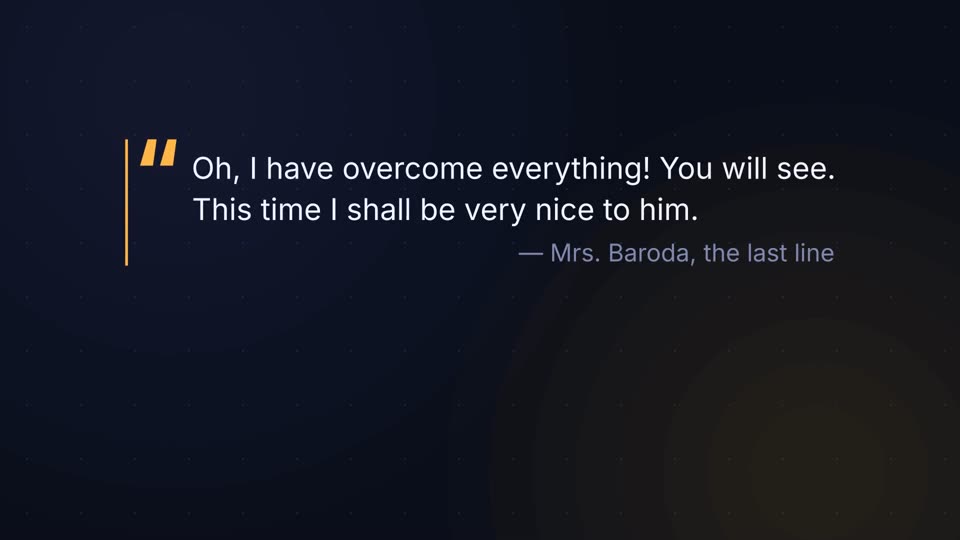 “ Oh, I have overcome everything! You will see.
This time I shall be very nice to him.
— Mrs. Baroda, the last line